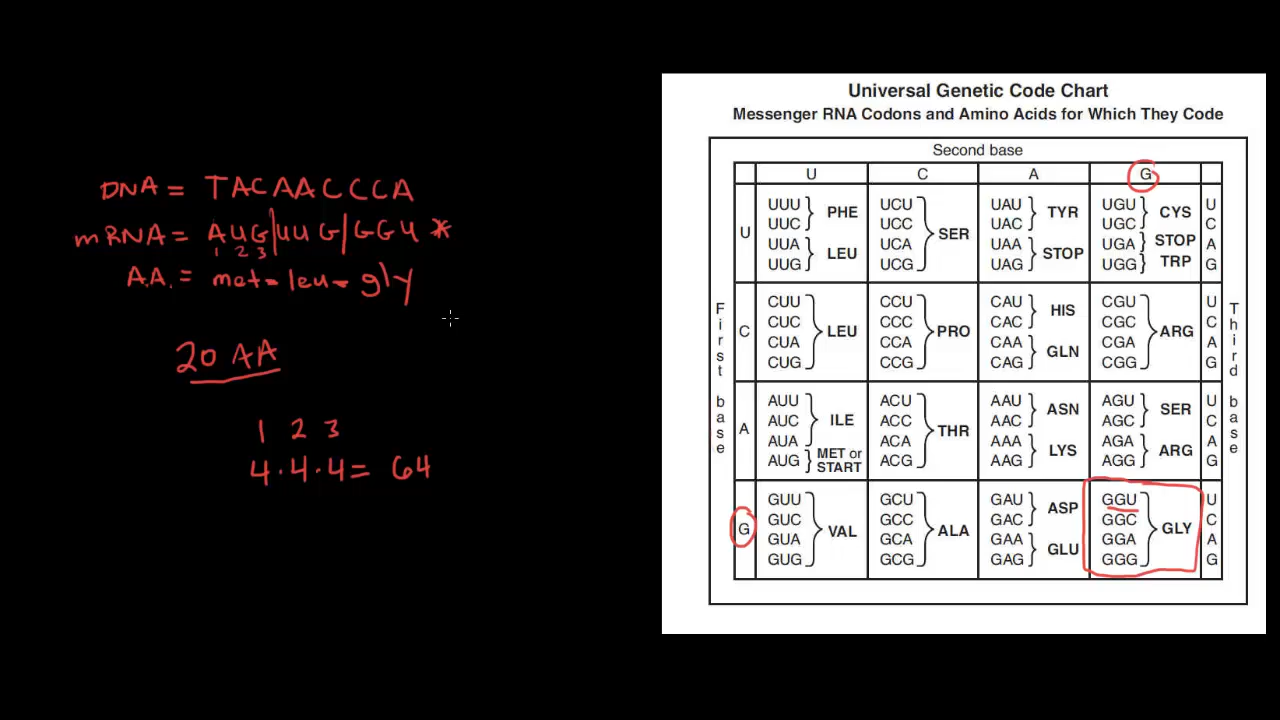 DNA = TACAACCCA
mRNA = AUG|UUG|GGU *
1 2 3
A.A. = met - leu - gly
20 AA
1 2 3
4 · 4 · 4 = 64
Universal Genetic Code Chart
Messenger RNA Codons and Amino Acids for Which They Code
Second base
U C A G
First base
Third base
U
UUU
UUC
PHE
UUA
UUG
LEU
UCU
UCC
UCA
UCG
SER
UAU
UAC
TYR
UAA
UAG
STOP
UGU
UGC
CYS
UGA
STOP
UGG
TRP
U
C
A
G
C
CUU
CUC
CUA
CUG
LEU
CCU
CCC
CCA
CCG
PRO
CAU
CAC
HIS
CAA
CAG
GLN
CGU
CGC
CGA
CGG
ARG
U
C
A
G
A
AUU
AUC
AUA
ILE
AUG
MET or
START
ACU
ACC
ACA
ACG
THR
AAU
AAC
ASN
AAA
AAG
LYS
AGU
AGC
SER
AGA
AGG
ARG
U
C
A
G
G
GUU
GUC
GUA
GUG
VAL
GCU
GCC
GCA
GCG
ALA
GAU
GAC
ASP
GAA
GAG
GLU
GGU
GGC
GGA
GGG
GLY
U
C
A
G